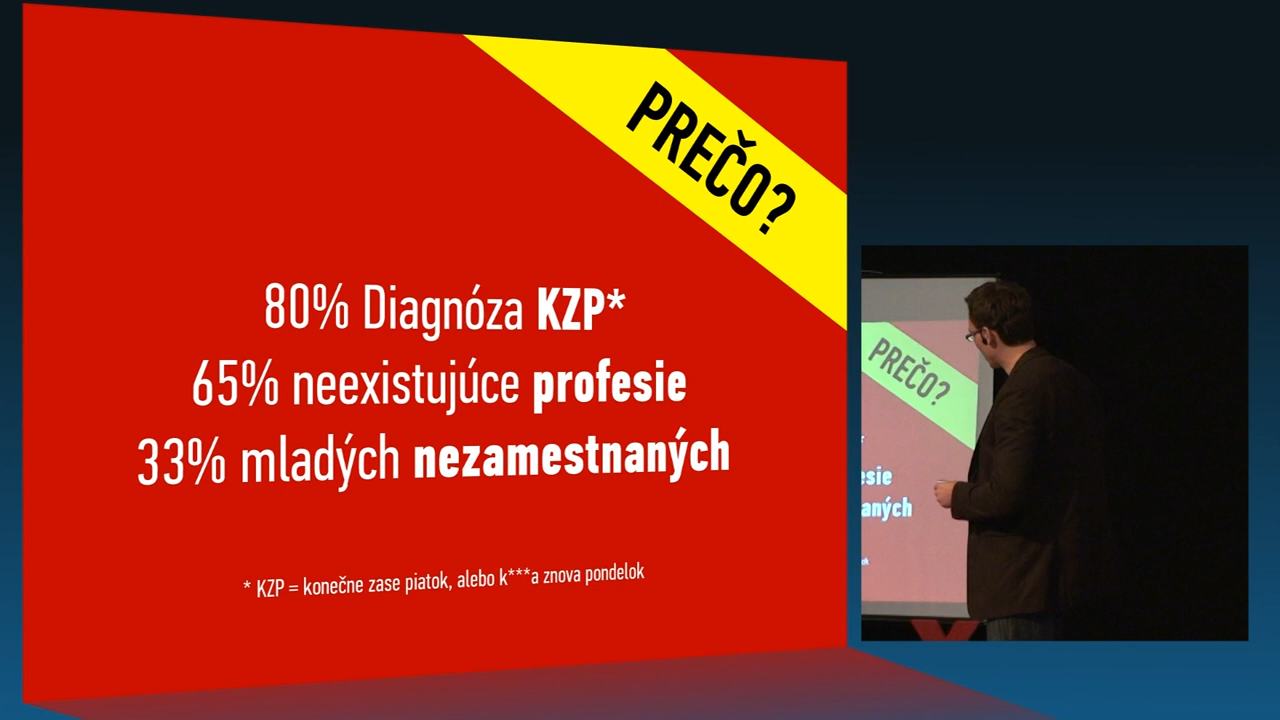 PREČO?
80% Diagnóza KZP*
65% neexistujúce profesie
33% mladých nezamestnaných
* KZP = konečne zase piatok, alebo k***a znova pondelok
PREČO?
esie
aných
X